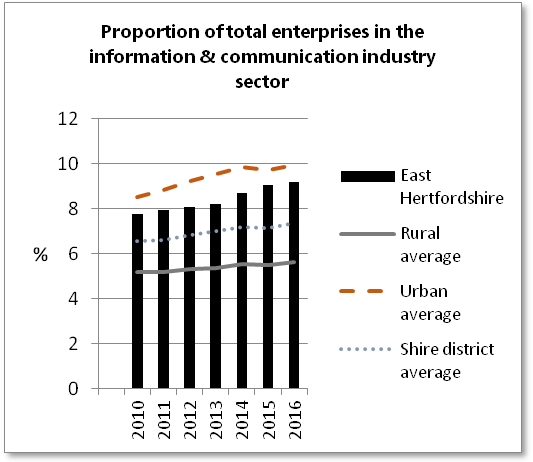 Proportion of total enterprises in the
information & communication industry
sector
12
10
8
6
4
2
0
%
2010
2011
2012
2013
2014
2015
2016
East
Hertfordshire
Rural
average
Urban
average
Shire district
average